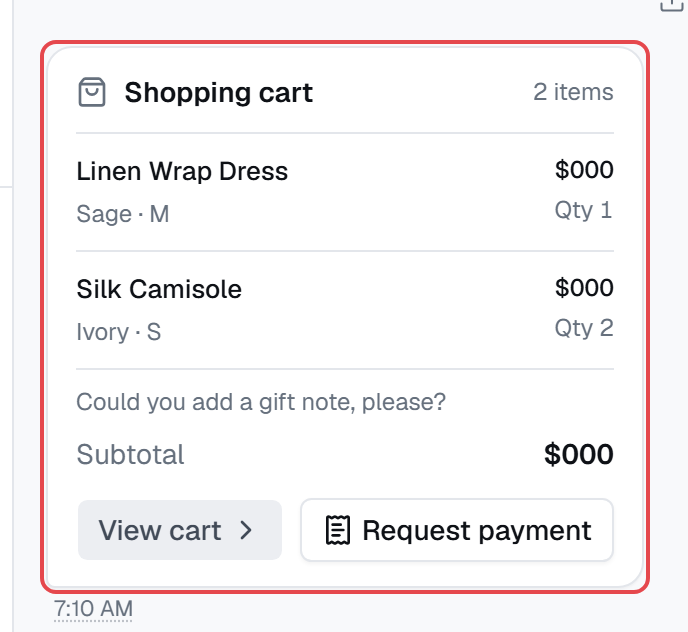 Shopping cart 2 items
Linen Wrap Dress $000
Sage · M Qty 1
Silk Camisole $000
Ivory · S Qty 2
Could you add a gift note, please?
Subtotal $000
View cart Request payment
7:10 AM